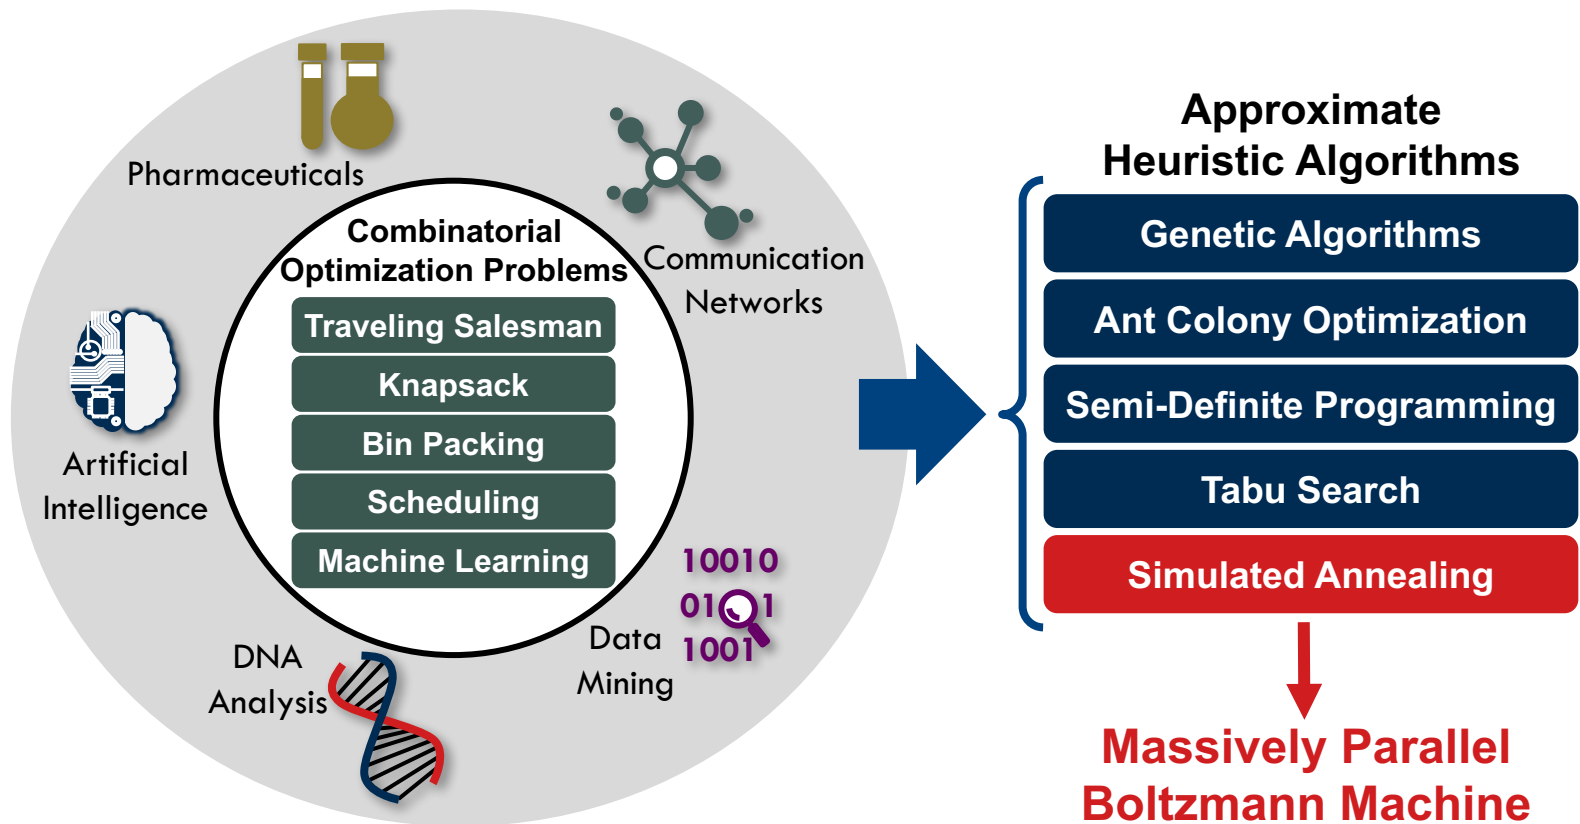 Pharmaceuticals
Communication
Networks
Combinatorial
Optimization Problems
Traveling Salesman
Knapsack
Bin Packing
Scheduling
Machine Learning
Artificial
Intelligence
10010
01 1
1001
Data
Mining
DNA
Analysis
Approximate
Heuristic Algorithms
Genetic Algorithms
Ant Colony Optimization
Semi-Definite Programming
Tabu Search
Simulated Annealing
Massively Parallel
Boltzmann Machine